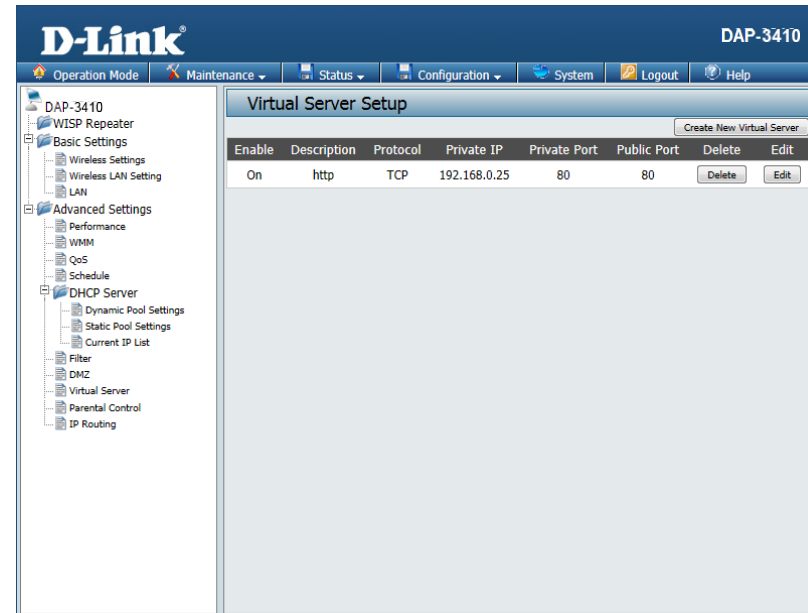 D-Link®
DAP-3410
Operation Mode Maintenance Status Configuration System Logout Help
DAP-3410
WISP Repeater
Basic Settings
Wireless Settings
Wireless LAN Setting
LAN
Advanced Settings
Performance
WMM
QoS
Schedule
DHCP Server
Dynamic Pool Settings
Static Pool Settings
Current IP List
Filter
DMZ
Virtual Server
Parental Control
IP Routing
Virtual Server Setup
Create New Virtual Server
Enable Description Protocol Private IP Private Port Public Port Delete Edit
On http TCP 192.168.0.25 80 80 Delete Edit